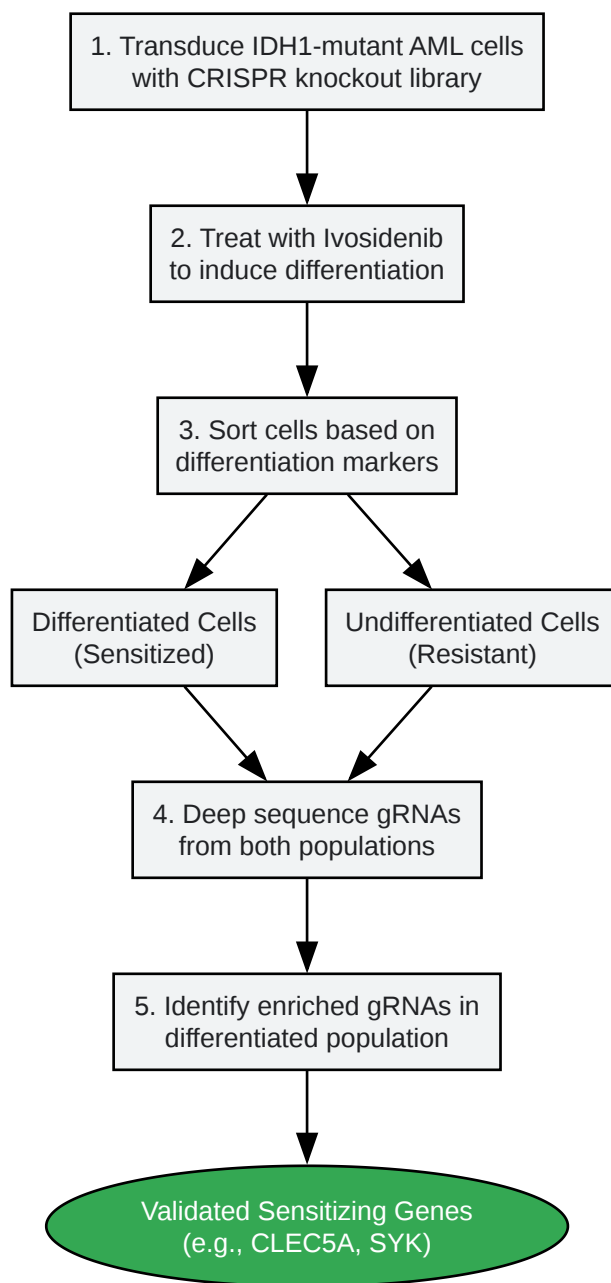 1. Transduce IDH1-mutant AML cells
with CRISPR knockout library
2. Treat with Ivosidenib
to induce differentiation
3. Sort cells based on
differentiation markers
Differentiated Cells
(Sensitized)
Undifferentiated Cells
(Resistant)
4. Deep sequence gRNAs
from both populations
5. Identify enriched gRNAs in
differentiated population
Validated Sensitizing Genes
(e.g., CLEC5A, SYK)